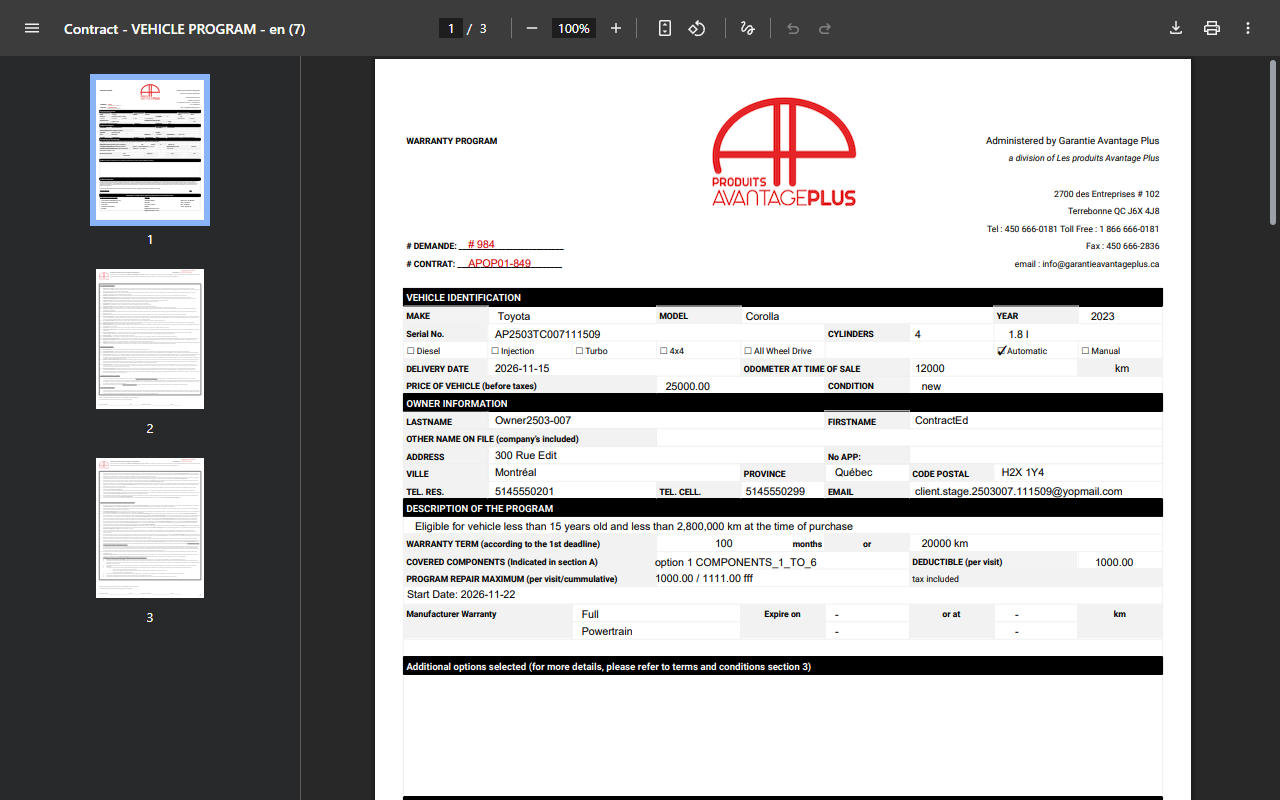 Contract - VEHICLE PROGRAM - en (7)
1 / 3
100%
1
2
3
WARRANTY PROGRAM
PRODUITS
AVANTAGEPLUS
Administered by Garantie Avantage Plus
a division of Les produits Avantage Plus
2700 des Entreprises # 102
Terrebonne QC J6X 4J8
Tel : 450 666-0181 Toll Free : 1 866 666-0181
# DEMANDE: # 984
Fax : 450 666-2836
# CONTRAT: APOP01-849
email : info@garantieavantageplus.ca
VEHICLE IDENTIFICATION
MAKE Toyota MODEL Corolla YEAR 2023
Serial No. AP2503TC007111509 CYLINDERS 4 1.8 l
☐ Diesel ☐ Injection ☐ Turbo ☐ 4x4 ☐ All Wheel Drive ☑ Automatic ☐ Manual
DELIVERY DATE 2026-11-15 ODOMETER AT TIME OF SALE 12000 km
PRICE OF VEHICLE (before taxes) 25000.00 CONDITION new
OWNER INFORMATION
LASTNAME Owner2503-007 FIRSTNAME ContractEd
OTHER NAME ON FILE (company's included)
ADDRESS 300 Rue Edit No APP:
VILLE Montréal PROVINCE Québec CODE POSTAL H2X 1Y4
TEL. RES. 5145550201 TEL. CELL. 5145550299 EMAIL client.stage.2503007.111509@yopmail.com
DESCRIPTION OF THE PROGRAM
Eligible for vehicle less than 15 years old and less than 2,800,000 km at the time of purchase
WARRANTY TERM (according to the 1st deadline) 100 months or 20000 km
COVERED COMPONENTS (Indicated in section A) option 1 COMPONENTS_1_TO_6 DEDUCTIBLE (per visit) 1000.00
PROGRAM REPAIR MAXIMUM (per visit/cummulative) 1000.00 / 1111.00 fff tax included
Start Date: 2026-11-22
Manufacturer Warranty Full Expire on - or at - km
Powertrain - -
Additional options selected (for more details, please refer to terms and conditions section 3)